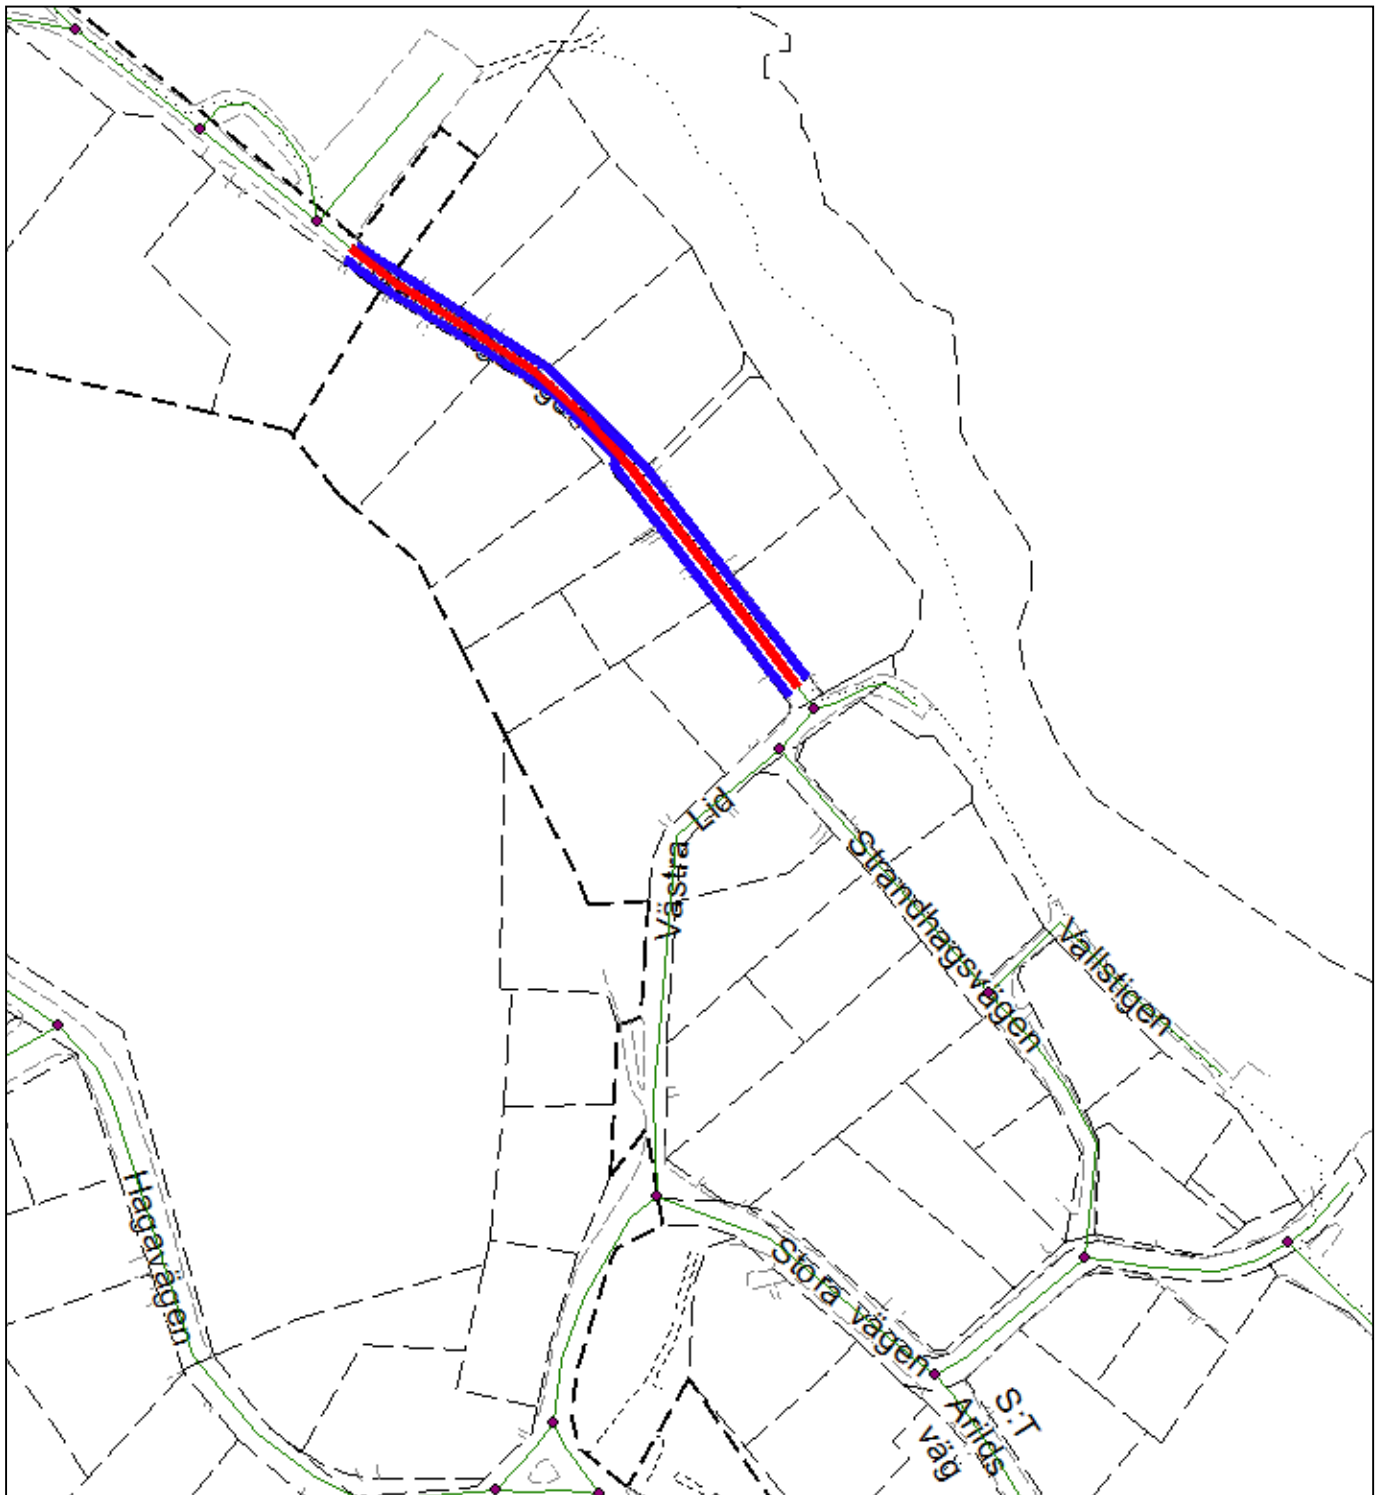 Västra
Lid
Strandhagsvägen
Vallstigen
Hagavägen
Stora vägen
S:T
Arilds
väg